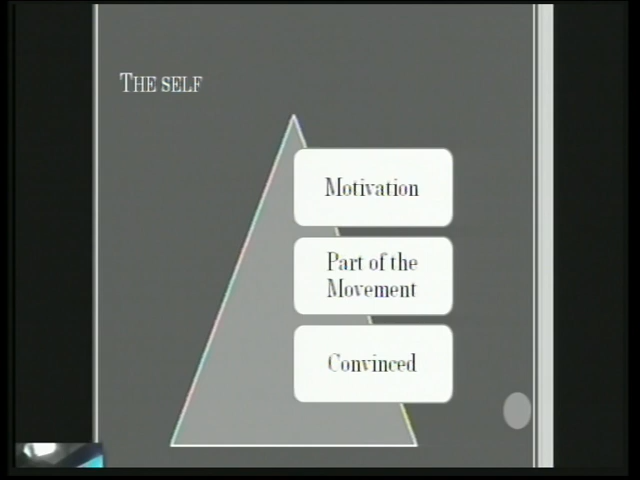 THE SELF
Motivation
Part of the
Movement
Convinced